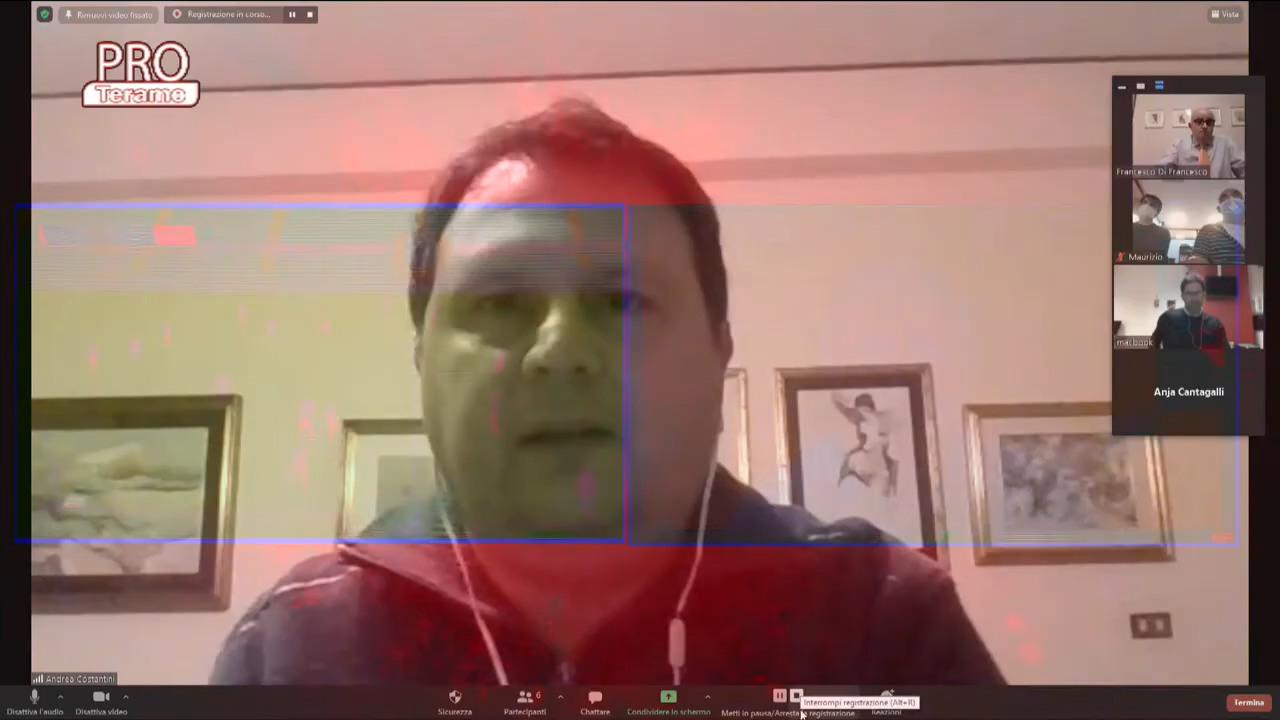 Rimuovi video fissato
Registrazione in corso...
Vista
PRO
Teramo
Francesco Di Francesco
Maurizio
macbook
Anja Cantagalli
Andrea Costantini
Disattiva l'audio
Disattiva video
Sicurezza
Partecipanti
6
Chattare
Condividere lo schermo
Metti in pausa/Arresta registrazione
Interrompi registrazione (Alt+R)
Reazioni
Termina